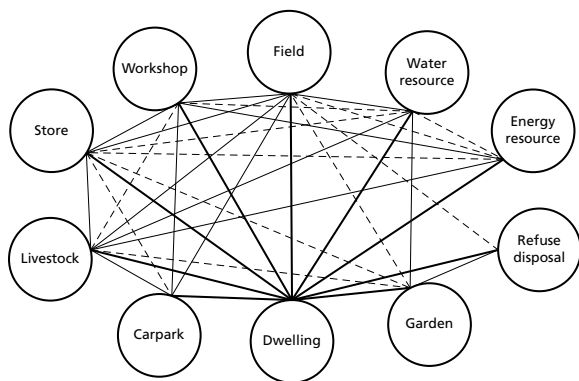 Field
Workshop
Water
resource
Store
Energy
resource
Livestock
Refuse
disposal
Carpark
Dwelling
Garden